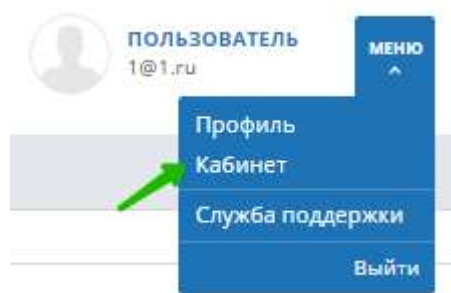 ПОЛЬЗОВАТЕЛЬ
1@1.ru
МЕНЮ
Профиль
Кабинет
Служба поддержки
Выйти